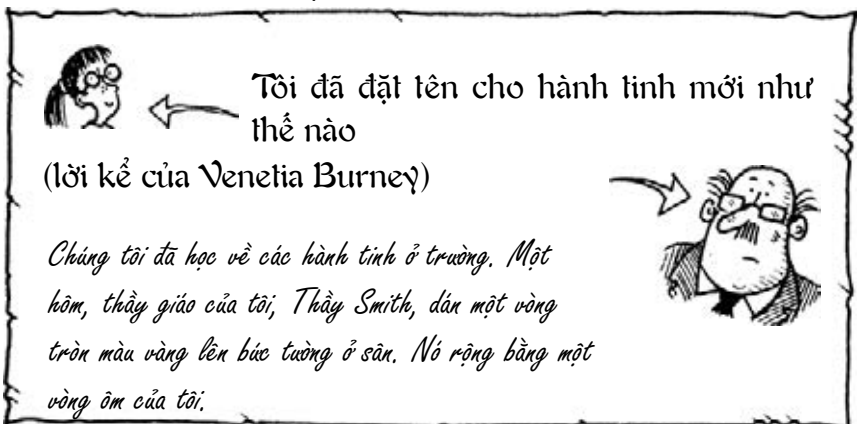 Tôi đã đặt tên cho hành tinh mới như
thế nào
(lời kể của Venetia Burney)
Chúng tôi đã học về các hành tinh ở trường. Một
hôm, thầy giáo của tôi, Thầy Smith, dán một vòng
tròn màu vàng lên bức tường ở sân. Nó rộng bằng một
vòng ôm của tôi.